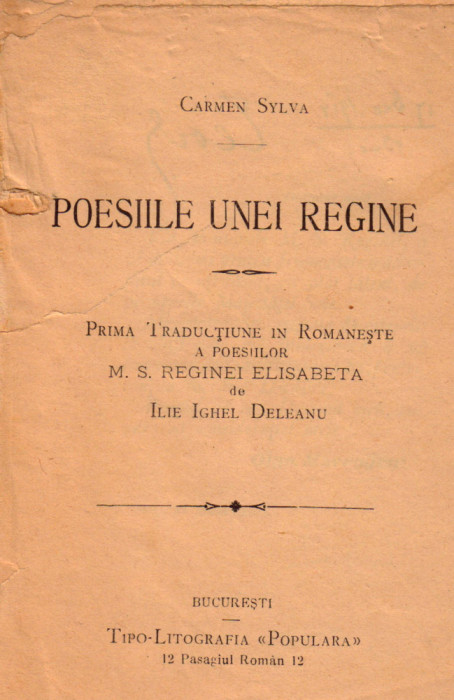 CARMEN SYLVA
POESIILE UNEI REGINE
PRIMA TRADUCŢIUNE IN ROMANEŞTE
A POESIILOR
M. S. REGINEI ELISABETA
de
ILIE IGHEL DELEANU
BUCUREŞTI
TIPO-LITOGRAFIA «POPULARA»
12 Pasagiul Român 12